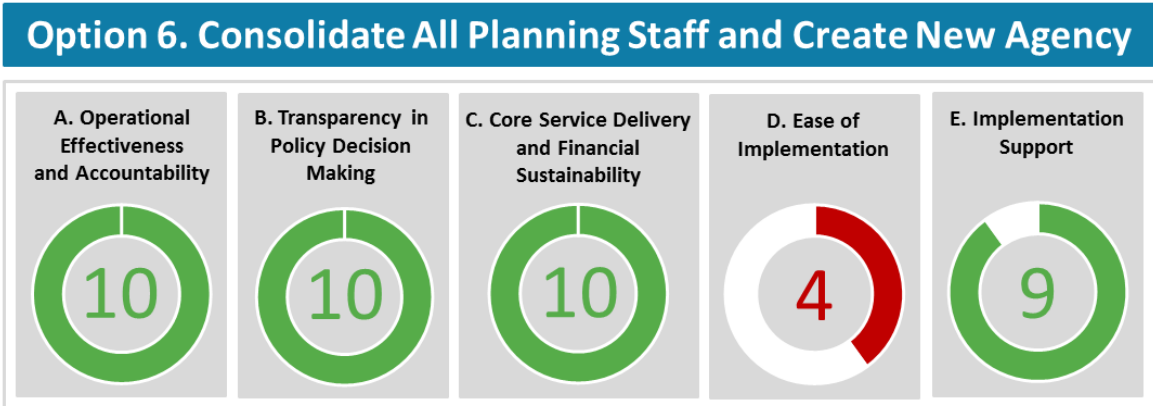 Option 6. Consolidate All Planning Staff and Create New Agency
A. Operational
Effectiveness
and Accountability
10
B. Transparency in
Policy Decision
Making
10
C. Core Service Delivery
and Financial
Sustainability
10
D. Ease of
Implementation
4
E. Implementation
Support
9